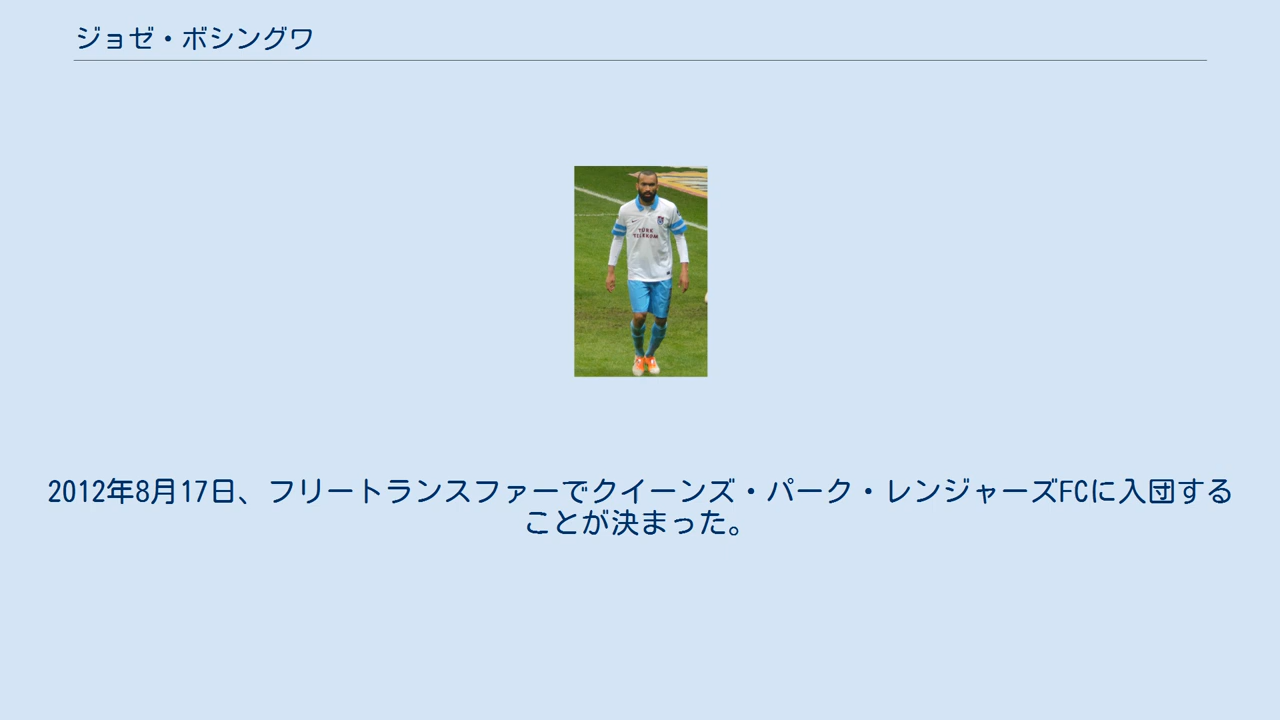 ジョゼ・ボシングワ
TÜRK
TELEKOM
2012年8月17日、フリートランスファーでクイーンズ・パーク・レンジャーズFCに入団する
ことが決まった。